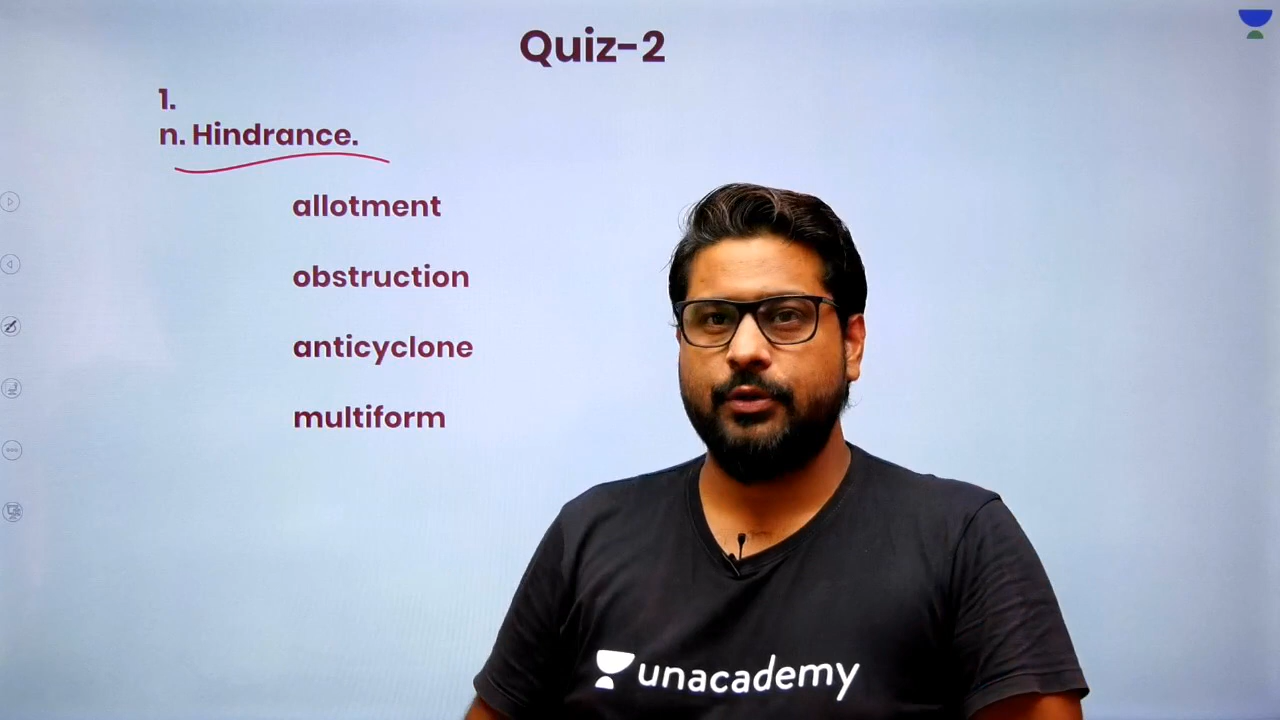 Quiz-2
1.
n. Hindrance.
allotment
obstruction
anticyclone
multiform
unacademy